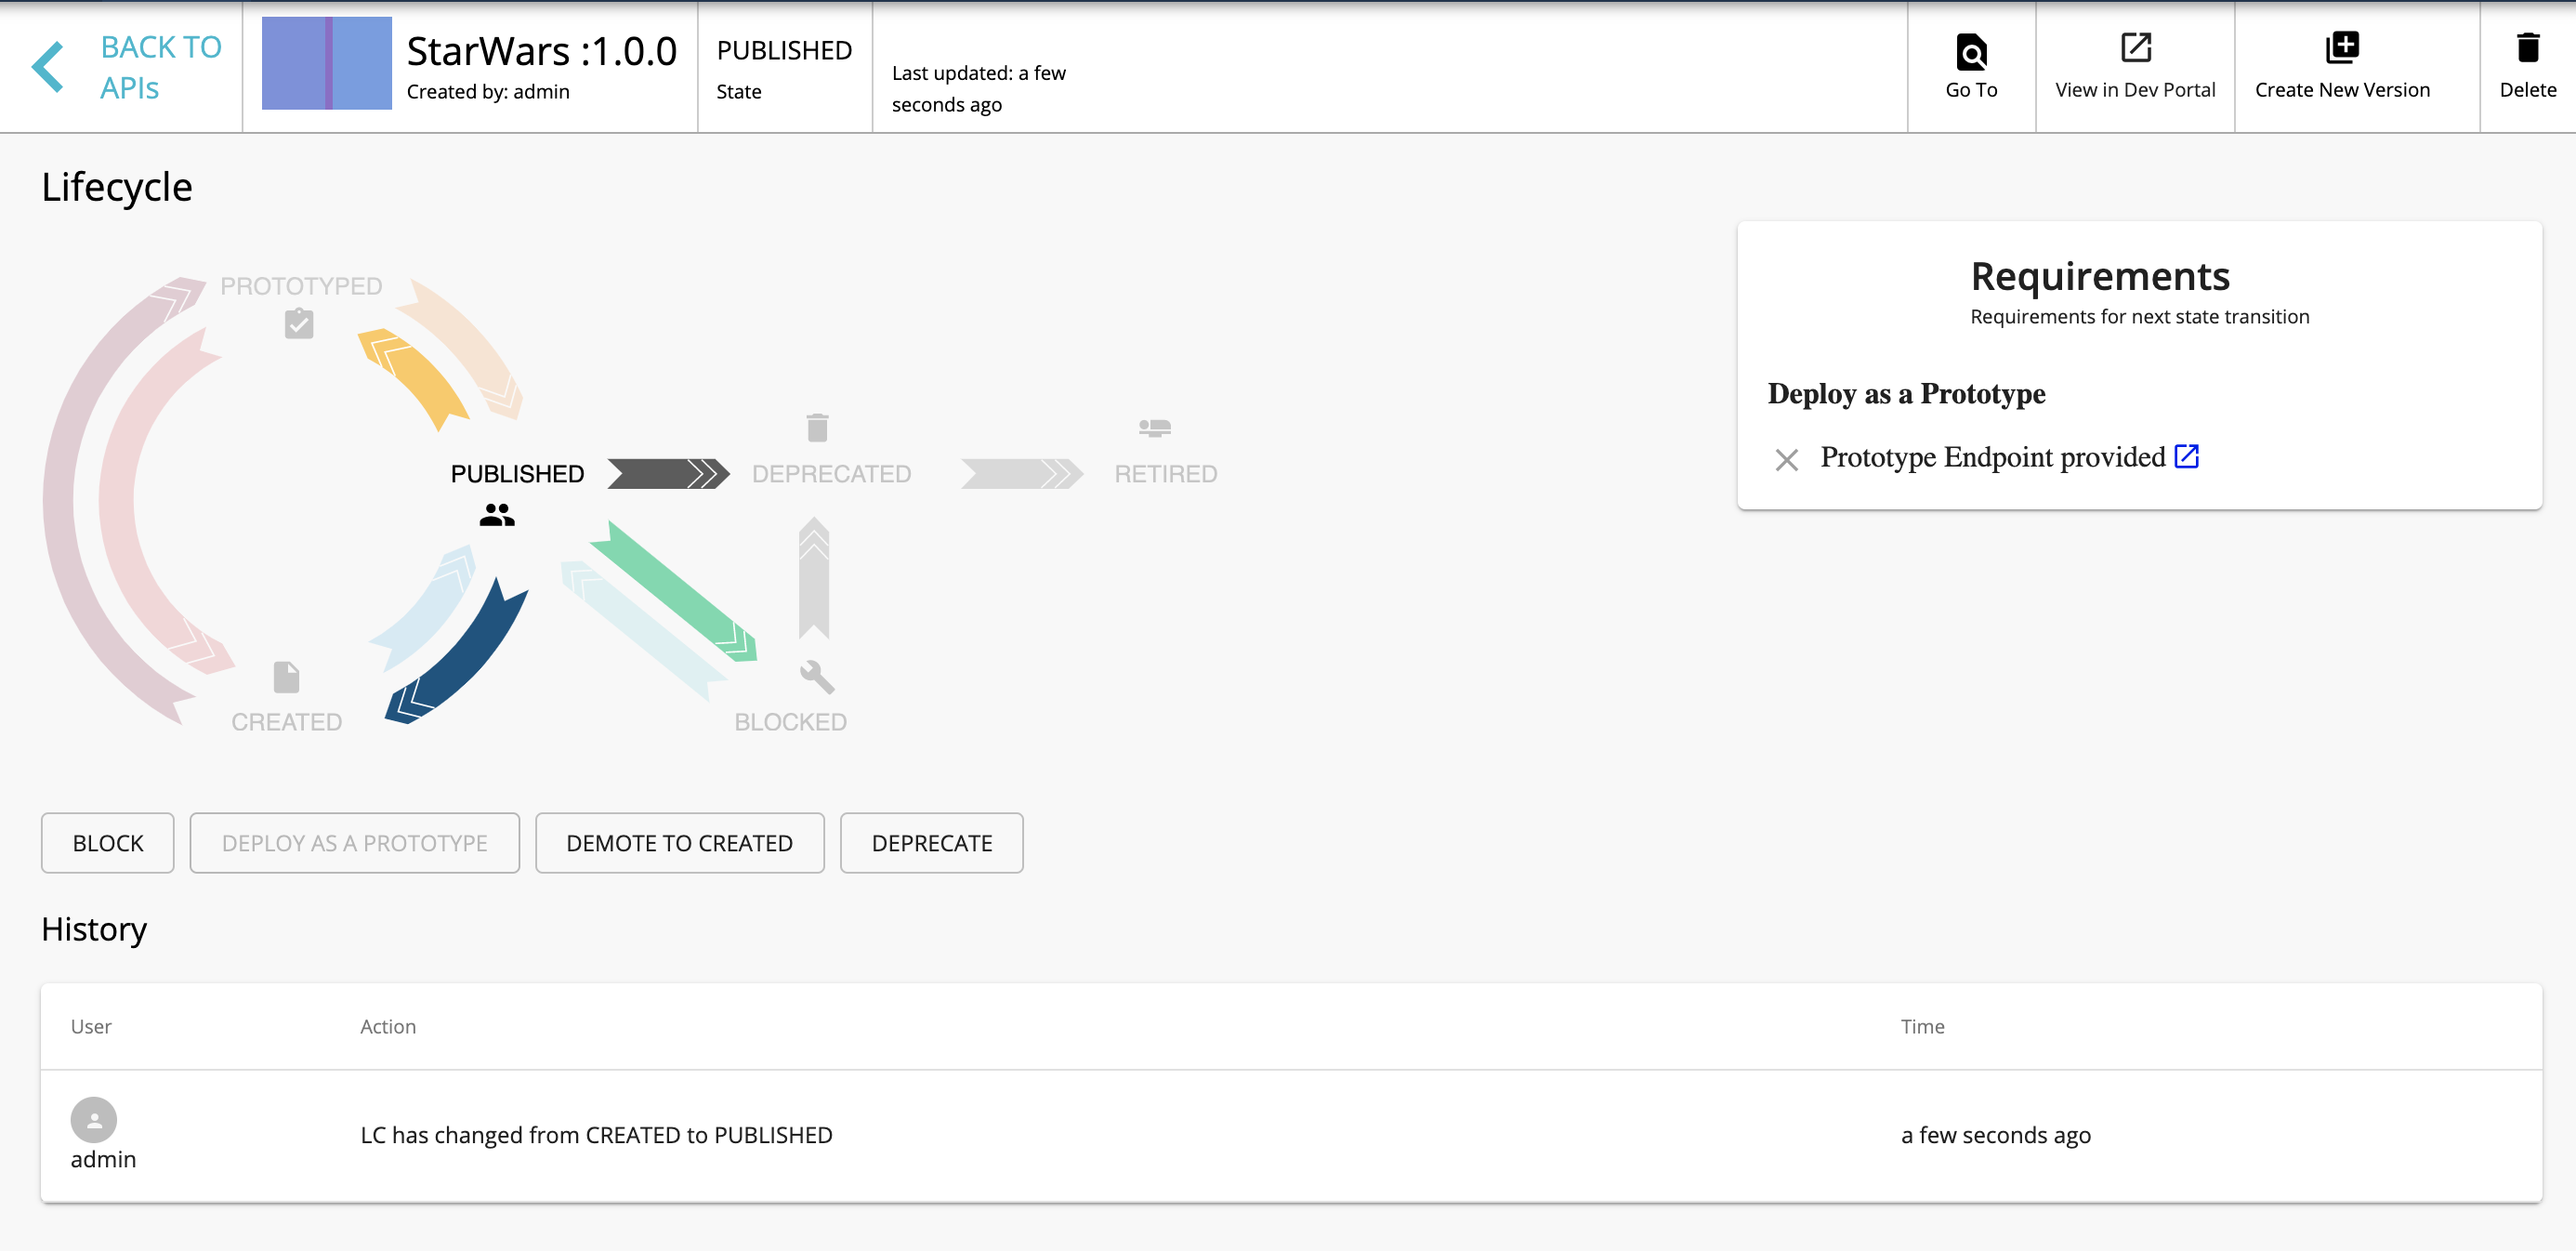 BACK TO
APIs
StarWars :1.0.0
Created by: admin
PUBLISHED
State
Last updated: a few
seconds ago
Go To
View in Dev Portal
Create New Version
Delete
Lifecycle
PROTOTYPED
PUBLISHED
DEPRECATED
RETIRED
CREATED
BLOCKED
Requirements
Requirements for next state transition
Deploy as a Prototype
Prototype Endpoint provided
BLOCK
DEPLOY AS A PROTOTYPE
DEMOTE TO CREATED
DEPRECATE
History
User
Action
Time
admin
LC has changed from CREATED to PUBLISHED
a few seconds ago